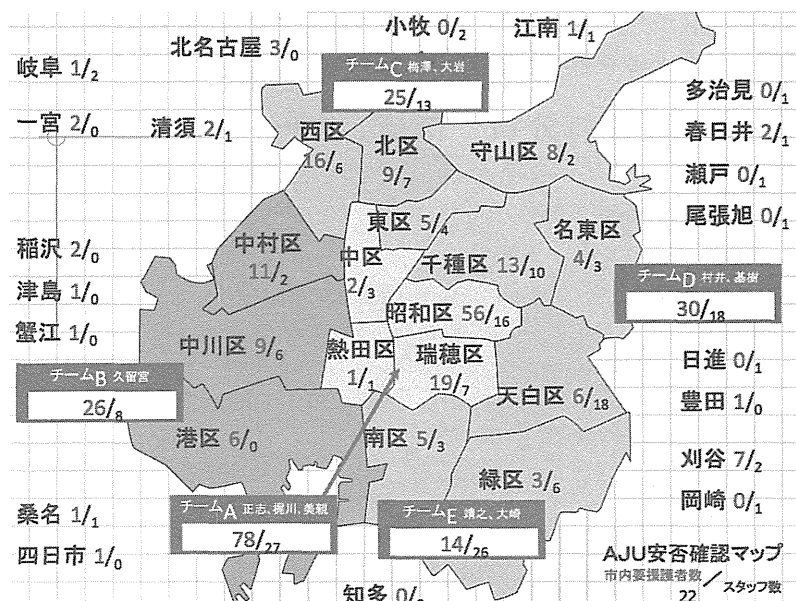 小牧 0/2
江南 1/1
北名古屋 3/0
岐阜 1/2
チームC 梅澤、大岩
25/13
多治見 0/1
一宮 2/0
清須 2/1
西区
16/6
北区
9/7
守山区 8/2
春日井 2/1
瀬戸 0/1
尾張旭 0/1
東区 5/4
名東区
4/3
稲沢 2/0
中村区
11/2
中区
2/3
千種区 13/10
チームD 村井、基樹
30/18
津島 1/0
昭和区 56/16
蟹江 1/0
中川区 9/6
熱田区
1/1
瑞穂区
19/7
日進 0/1
チームB 久留宮
26/8
天白区 6/18
豊田 1/0
港区 6/0
南区 5/3
刈谷 7/2
緑区 3/6
岡崎 0/1
桑名 1/1
チームA 正志、梶川、美穀
78/27
チームE 靖之、大崎
14/26
四日市 1/0
AJU安否確認マップ
市内要援護者数／スタッフ数
22
知多 0/